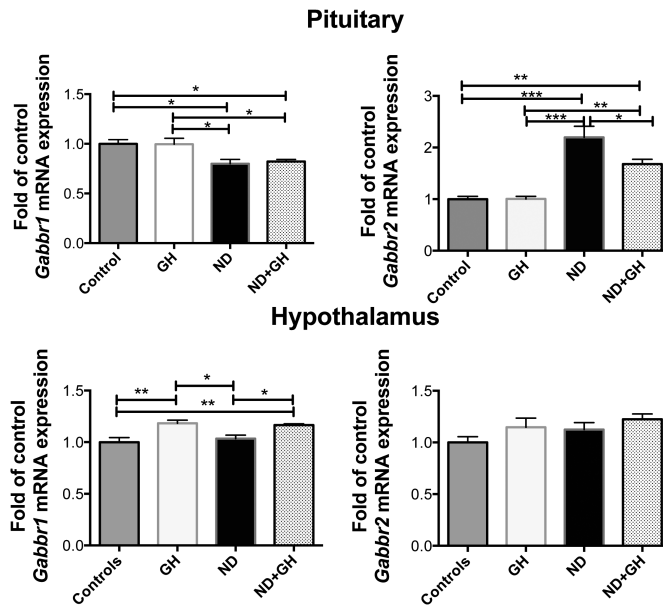 Pituitary
Fold of control
Gabbr1 mRNA expression
1.5
1.0
0.5
0.0
*
*
*
*
Control
GH
ND
ND+GH
Fold of control
Gabbr2 mRNA expression
3
2
1
0
**
***
**
***
*
Control
GH
ND
ND+GH
Hypothalamus
Fold of control
Gabbr1 mRNA expression
1.5
1.0
0.5
0.0
*
**
*
**
Controls
GH
ND
ND+GH
Fold of control
Gabbr2 mRNA expression
1.5
1.0
0.5
0.0
Controls
GH
ND
ND+GH